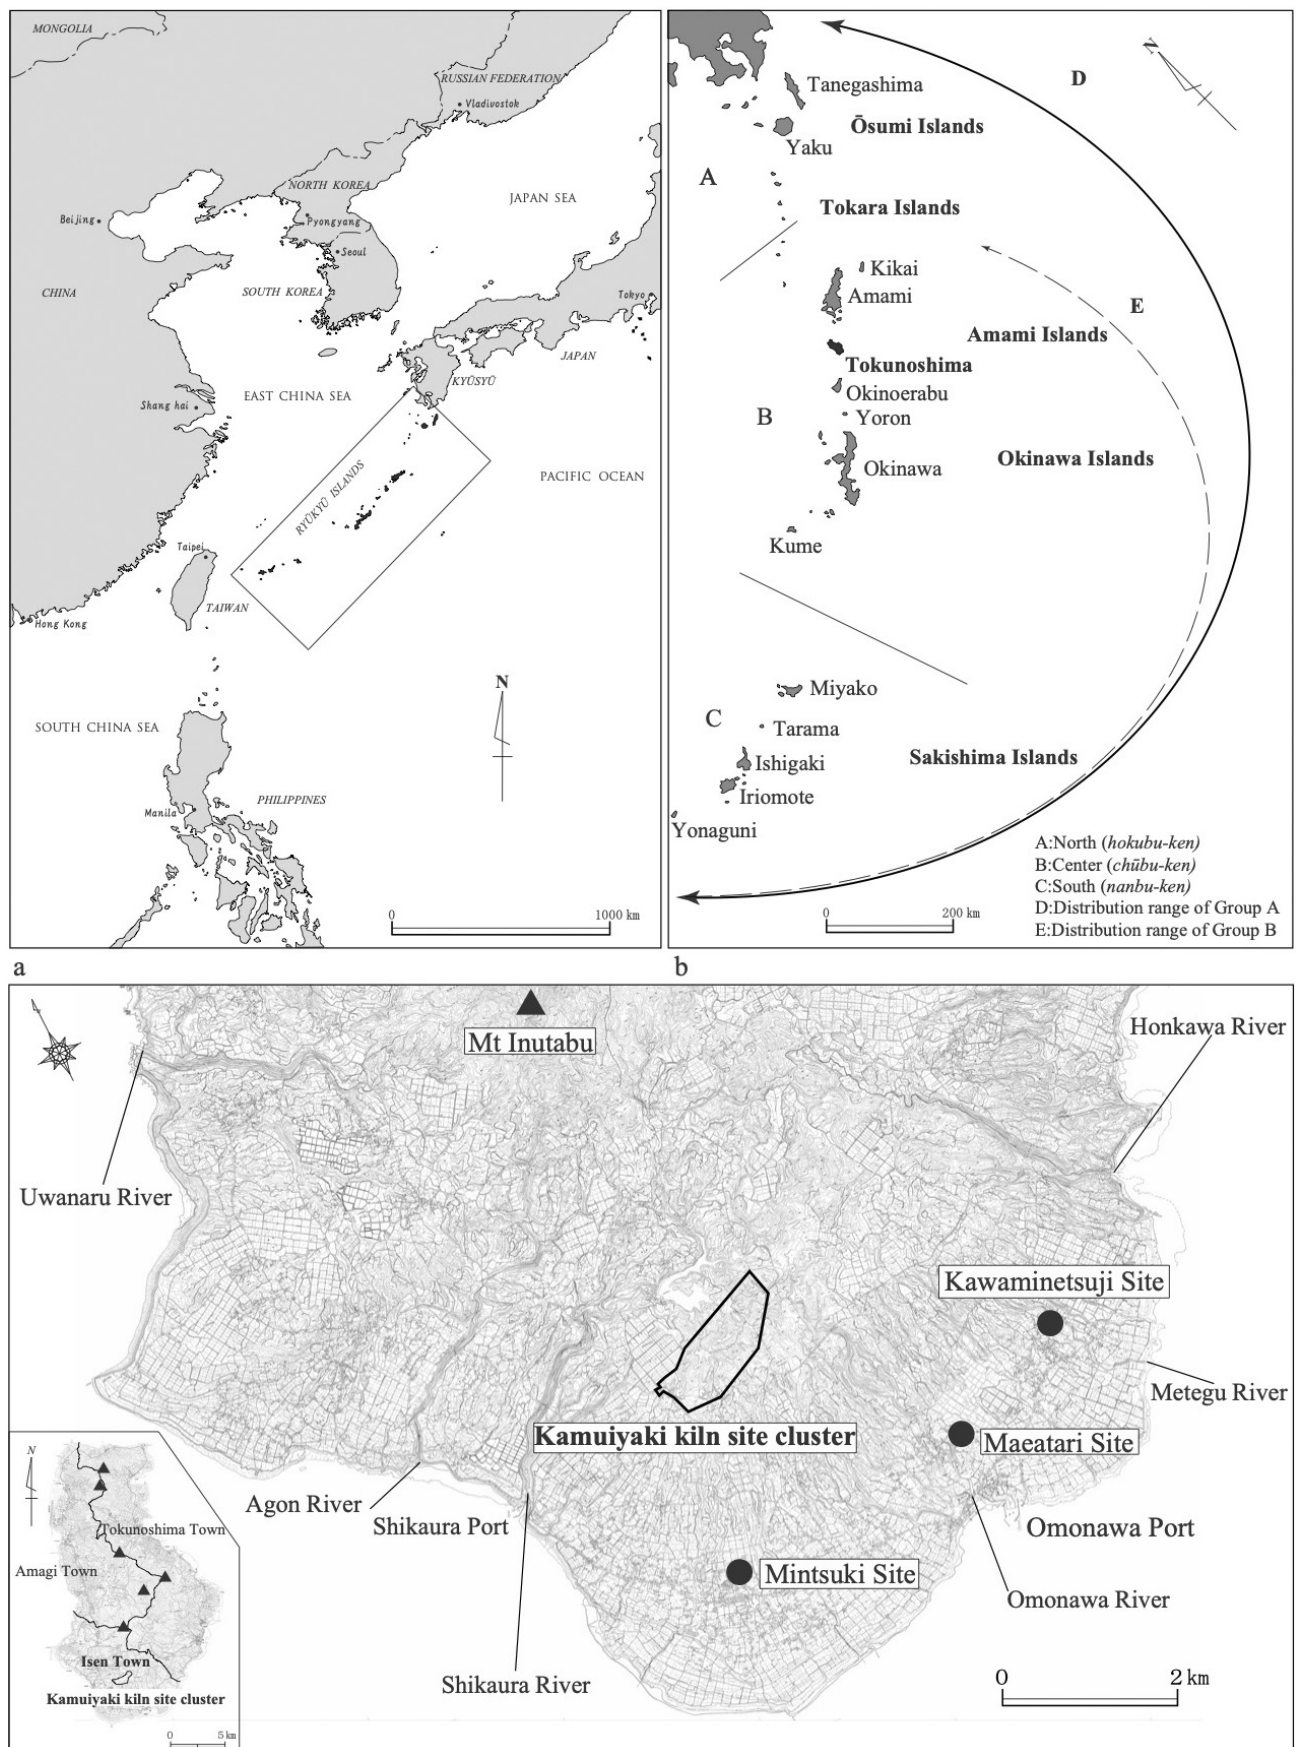 MONGOLIA
RUSSIAN FEDERATION
Vladivostok
NORTH KOREA
JAPAN SEA
Beijing
Pyongyang
Seoul
CHINA
SOUTH KOREA
Tokyo
JAPAN
KYŪSYŪ
EAST CHINA SEA
Shang hai
PACIFIC OCEAN
RYŪKYŪ ISLANDS
Taipei
TAIWAN
Hong Kong
N
SOUTH CHINA SEA
PHILIPPINES
Manila
0
1000 km
a
N
D
Tanegashima
Ōsumi Islands
Yaku
A
Tokara Islands
Kikai
Amami
E
Amami Islands
Tokunoshima
Okinoerabu
B
Yoron
Okinawa Islands
Okinawa
Kume
Miyako
C
Tarama
Sakishima Islands
Ishigaki
Iriomote
Yonaguni
A:North (hokubu-ken)
B:Center (chūbu-ken)
C:South (nanbu-ken)
D:Distribution range of Group A
E:Distribution range of Group B
0
200 km
b
Honkawa River
Mt Inutabu
Uwanaru River
Kawaminetsuji Site
Metegu River
Kamuiyaki kiln site cluster
Maeatari Site
Agon River
Shikaura Port
Omonawa Port
Mintsuki Site
Omonawa River
Shikaura River
0
2 km
N
Tokunoshima Town
Amagi Town
Isen Town
Kamuiyaki kiln site cluster
0
5 km